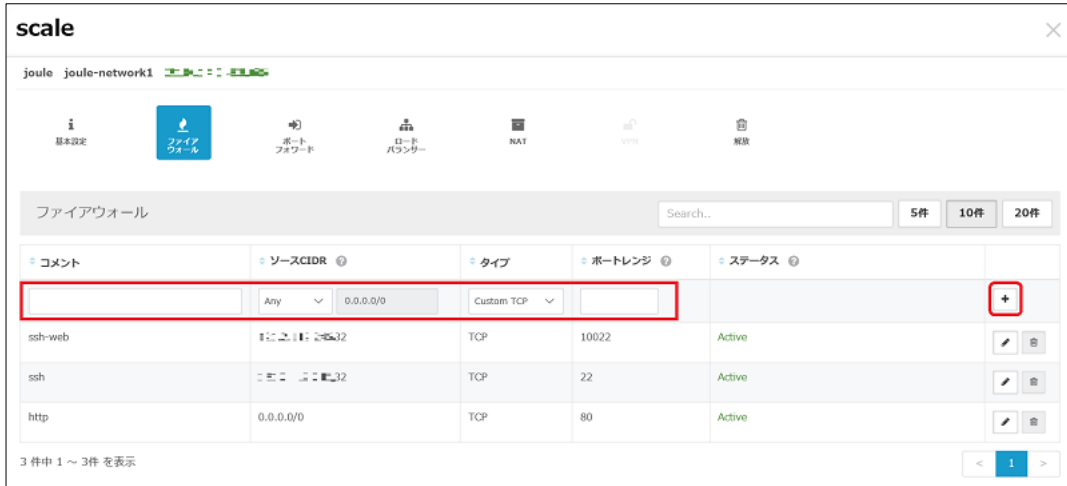 scale
joule joule-network1
基本設定
ファイア
ウォール
ポート
フォワード
ロード
バランサー
NAT
VPN
解放
ファイアウォール Search.. 5件 10件 20件
コメント ソースCIDR タイプ ポートレンジ ステータス
Any 0.0.0.0/0 Custom TCP +
ssh-web TCP 10022 Active
ssh TCP 22 Active
http 0.0.0.0/0 TCP 80 Active
3 件中 1 ～ 3件 を表示 < 1 >